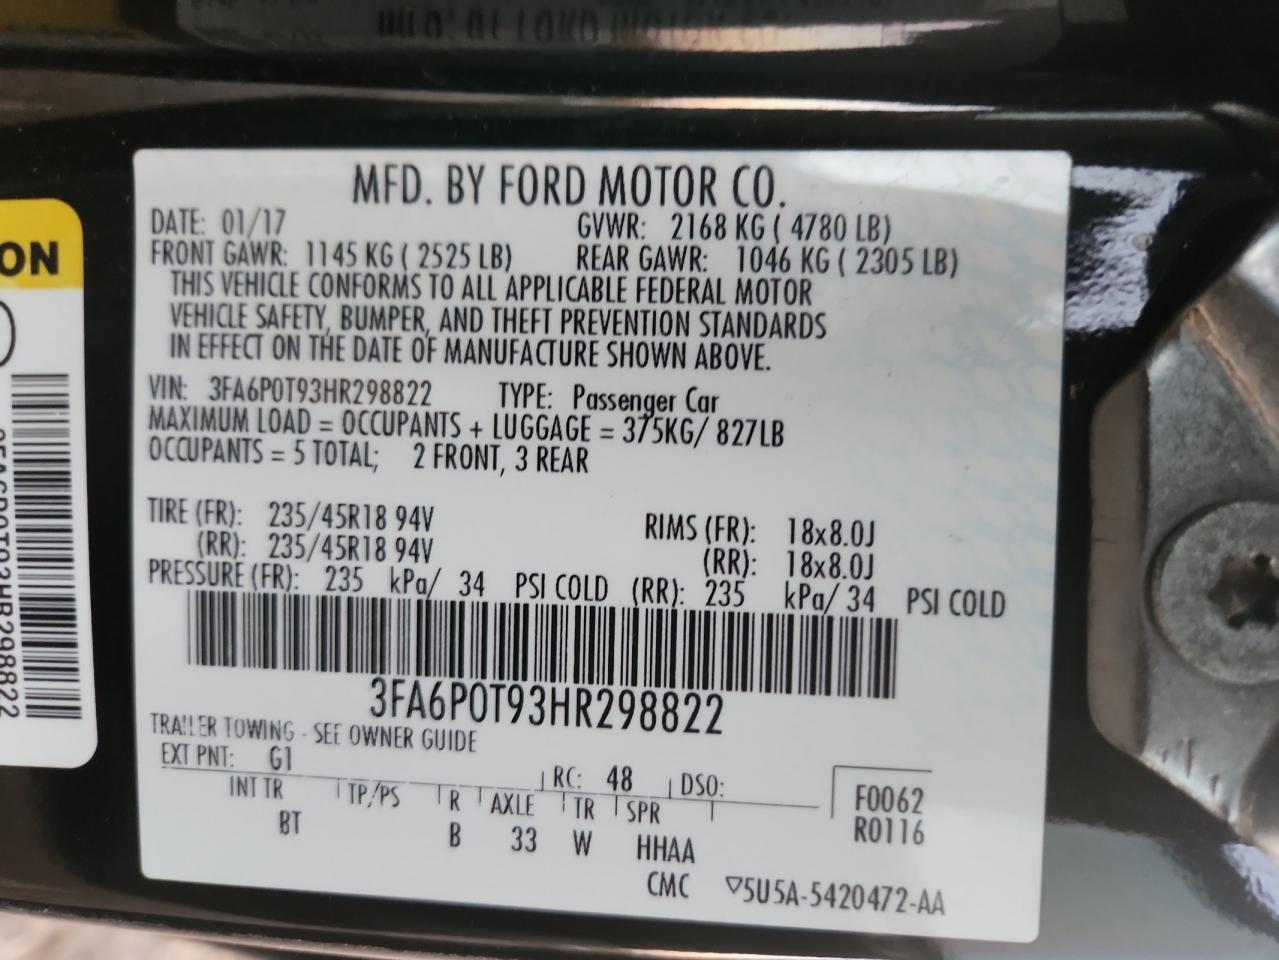 MFD. BY FORD MOTOR CO.
DATE: 01/17 GVWR: 2168 KG ( 4780 LB)
FRONT GAWR: 1145 KG ( 2525 LB) REAR GAWR: 1046 KG ( 2305 LB)
THIS VEHICLE CONFORMS TO ALL APPLICABLE FEDERAL MOTOR
VEHICLE SAFETY, BUMPER, AND THEFT PREVENTION STANDARDS
IN EFFECT ON THE DATE OF MANUFACTURE SHOWN ABOVE.
VIN: 3FA6P0T93HR298822 TYPE: Passenger Car
MAXIMUM LOAD = OCCUPANTS + LUGGAGE = 375KG/ 827LB
OCCUPANTS = 5 TOTAL; 2 FRONT, 3 REAR
TIRE (FR): 235/45R18 94V RIMS (FR): 18x8.0J
(RR): 235/45R18 94V (RR): 18x8.0J
PRESSURE (FR): 235 kPa/ 34 PSI COLD (RR): 235 kPa/ 34 PSI COLD
3FA6P0T93HR298822
TRAILER TOWING - SEE OWNER GUIDE
EXT PNT: G1 RC: 48 DSO:
INT TR TP/PS R AXLE TR SPR F0062
BT B 33 W HHAA R0116
CMC ▽5U5A-5420472-AA
ON